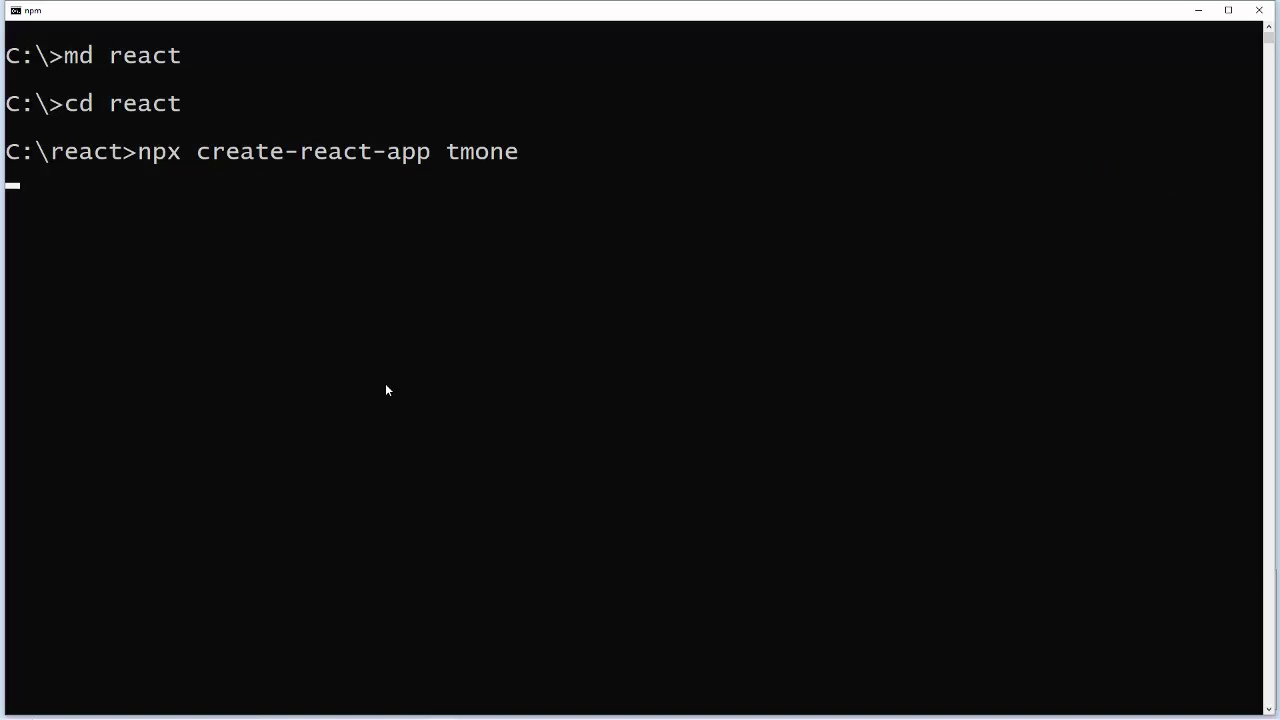 npm
C:\>md react
C:\>cd react
C:\react>npx create-react-app tmone